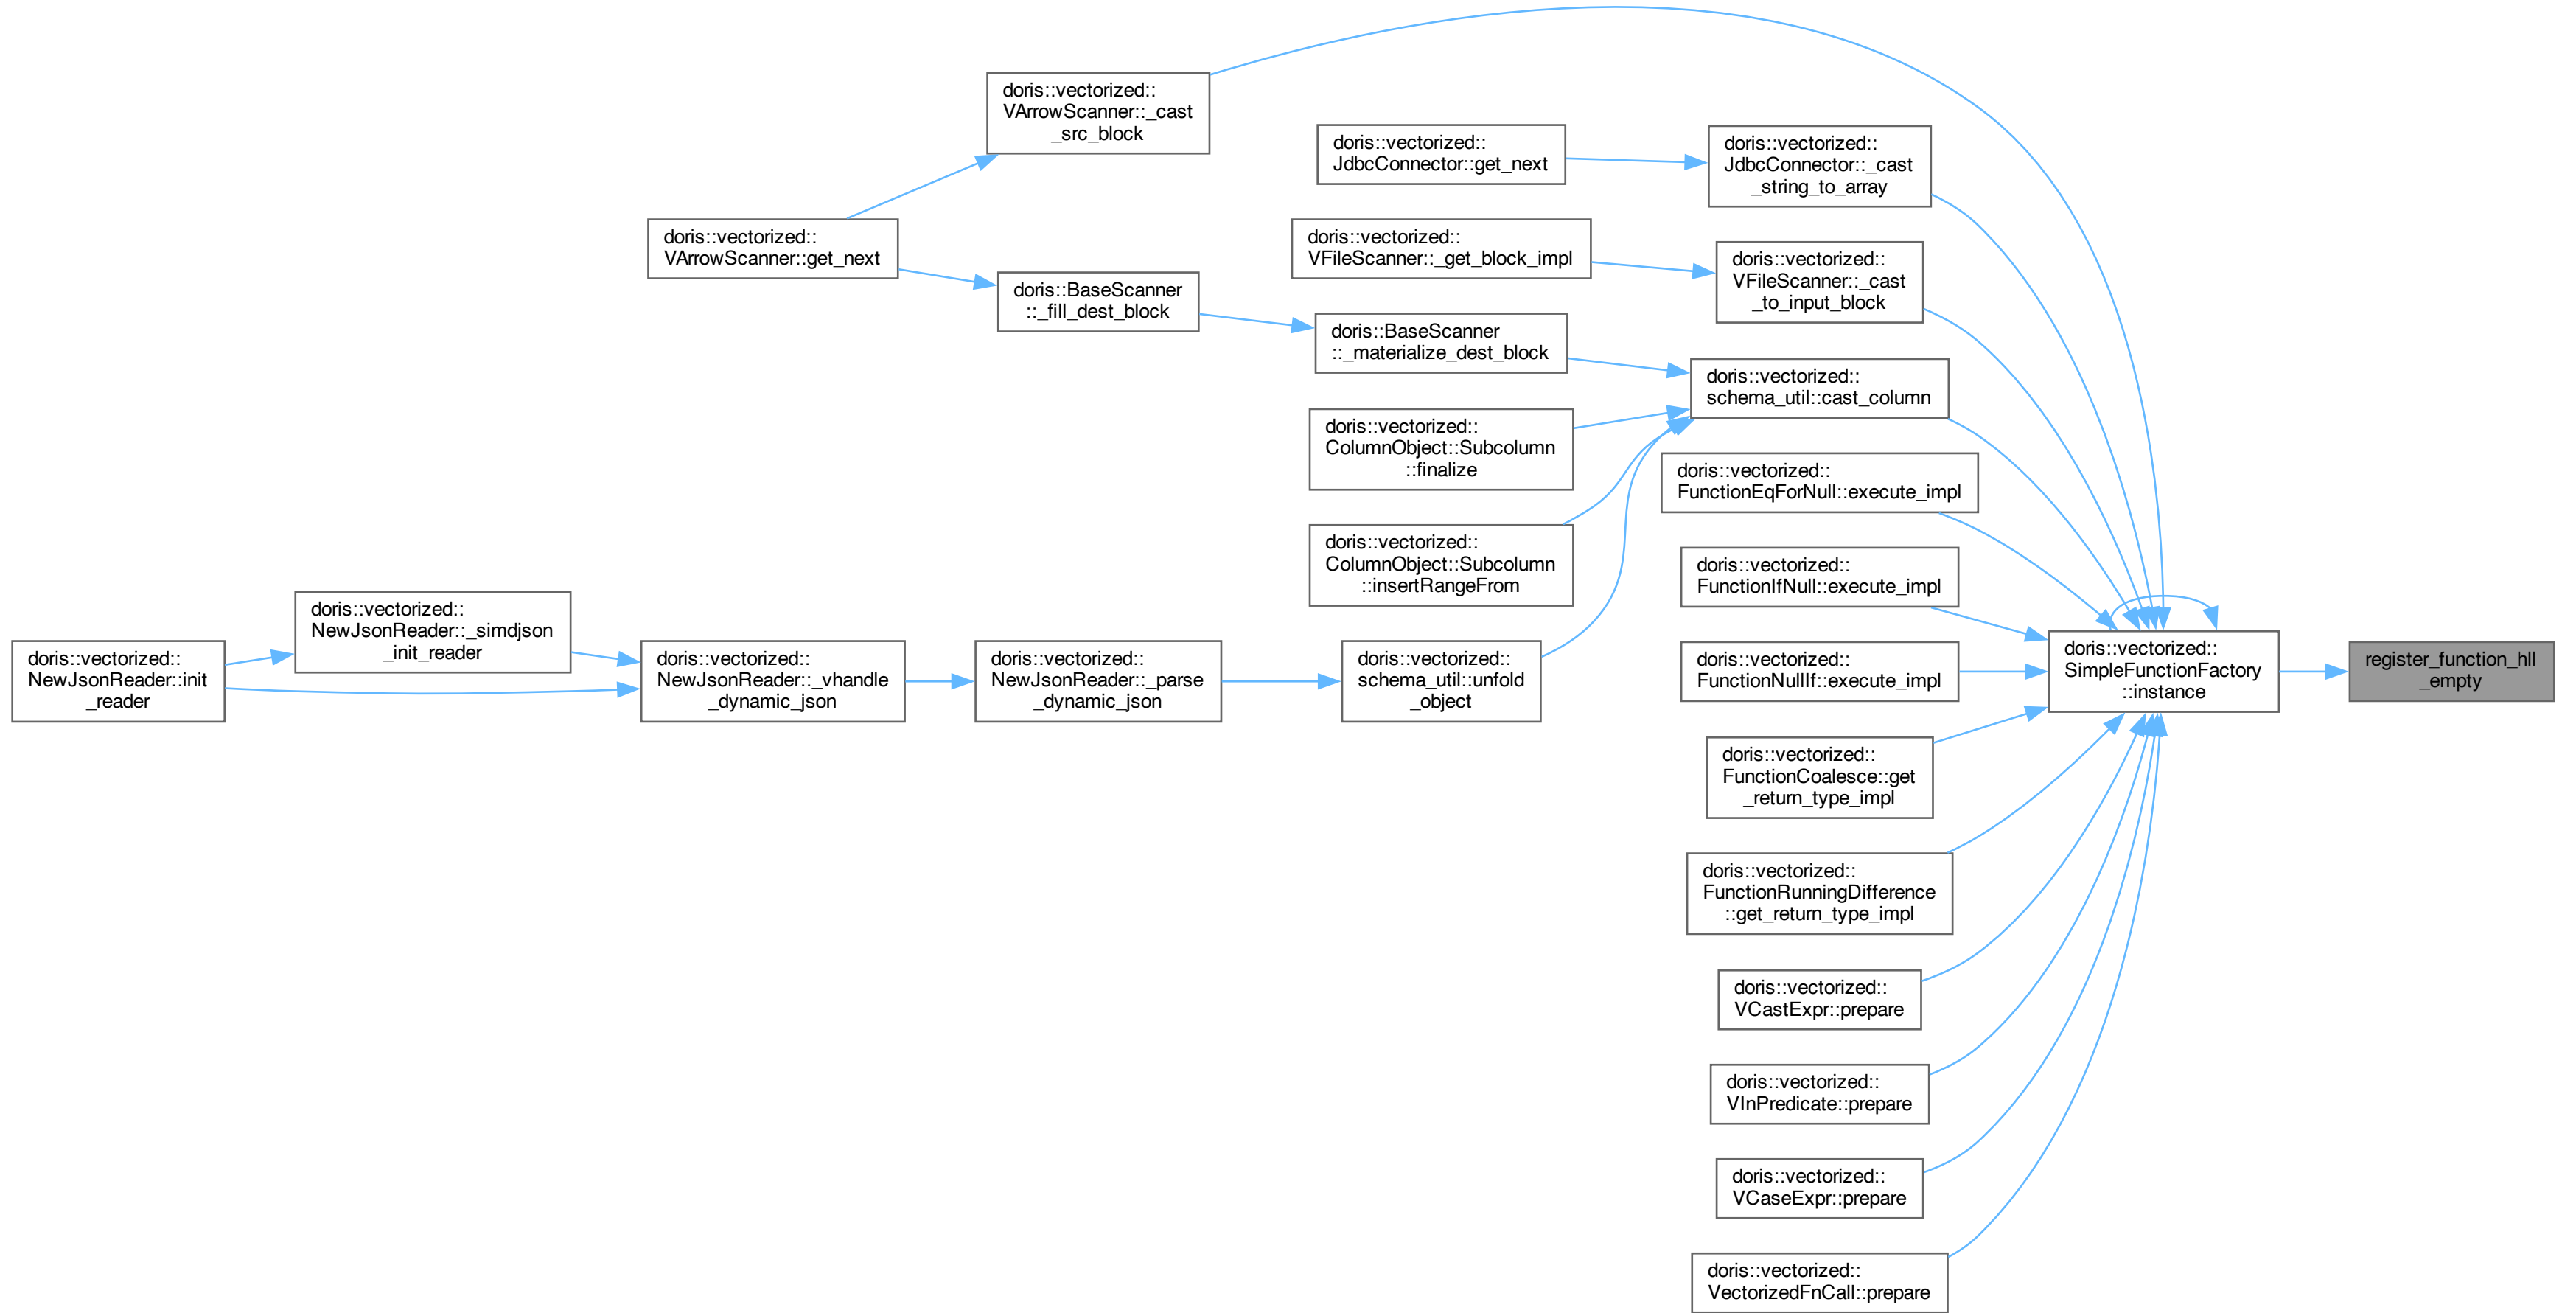 doris::vectorized::
VArrowScanner::_cast
_src_block
doris::vectorized::
JdbcConnector::get_next
doris::vectorized::
JdbcConnector::_cast
_string_to_array
doris::vectorized::
VArrowScanner::get_next
doris::vectorized::
VFileScanner::_get_block_impl
doris::vectorized::
VFileScanner::_cast
_to_input_block
doris::BaseScanner
::_fill_dest_block
doris::BaseScanner
::_materialize_dest_block
doris::vectorized::
schema_util::cast_column
doris::vectorized::
ColumnObject::Subcolumn
::finalize
doris::vectorized::
FunctionEqForNull::execute_impl
doris::vectorized::
ColumnObject::Subcolumn
::insertRangeFrom
doris::vectorized::
FunctionIfNull::execute_impl
doris::vectorized::
NewJsonReader::_simdjson
_init_reader
doris::vectorized::
NewJsonReader::init
_reader
doris::vectorized::
NewJsonReader::_vhandle
_dynamic_json
doris::vectorized::
NewJsonReader::_parse
_dynamic_json
doris::vectorized::
schema_util::unfold
_object
doris::vectorized::
FunctionNullIf::execute_impl
doris::vectorized::
SimpleFunctionFactory
::instance
register_function_hll
_empty
doris::vectorized::
FunctionCoalesce::get
_return_type_impl
doris::vectorized::
FunctionRunningDifference
::get_return_type_impl
doris::vectorized::
VCastExpr::prepare
doris::vectorized::
VInPredicate::prepare
doris::vectorized::
VCaseExpr::prepare
doris::vectorized::
VectorizedFnCall::prepare